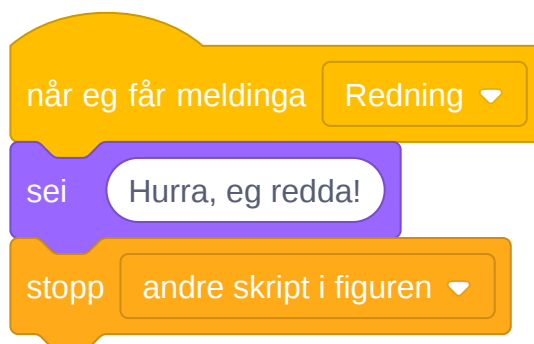 når eg får meldinga Redning
sei Hurra, eg redda!
stopp andre skript i figuren